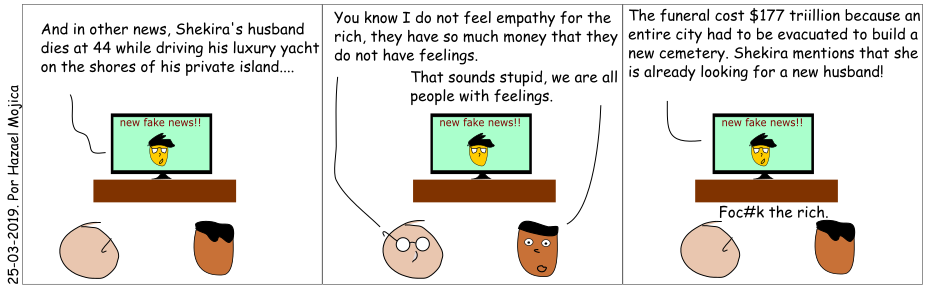 25-03-2019. Por Hazael Mojica
And in other news, Shekira's husband
dies at 44 while driving his luxury yacht
on the shores of his private island....
new fake news!!
You know I do not feel empathy for the
rich, they have so much money that they
do not have feelings.
That sounds stupid, we are all
people with feelings.
new fake news!!
The funeral cost $177 triillion because an
entire city had to be evacuated to build a
new cemetery. Shekira mentions that she
is already looking for a new husband!
new fake news!!
Foc#k the rich.